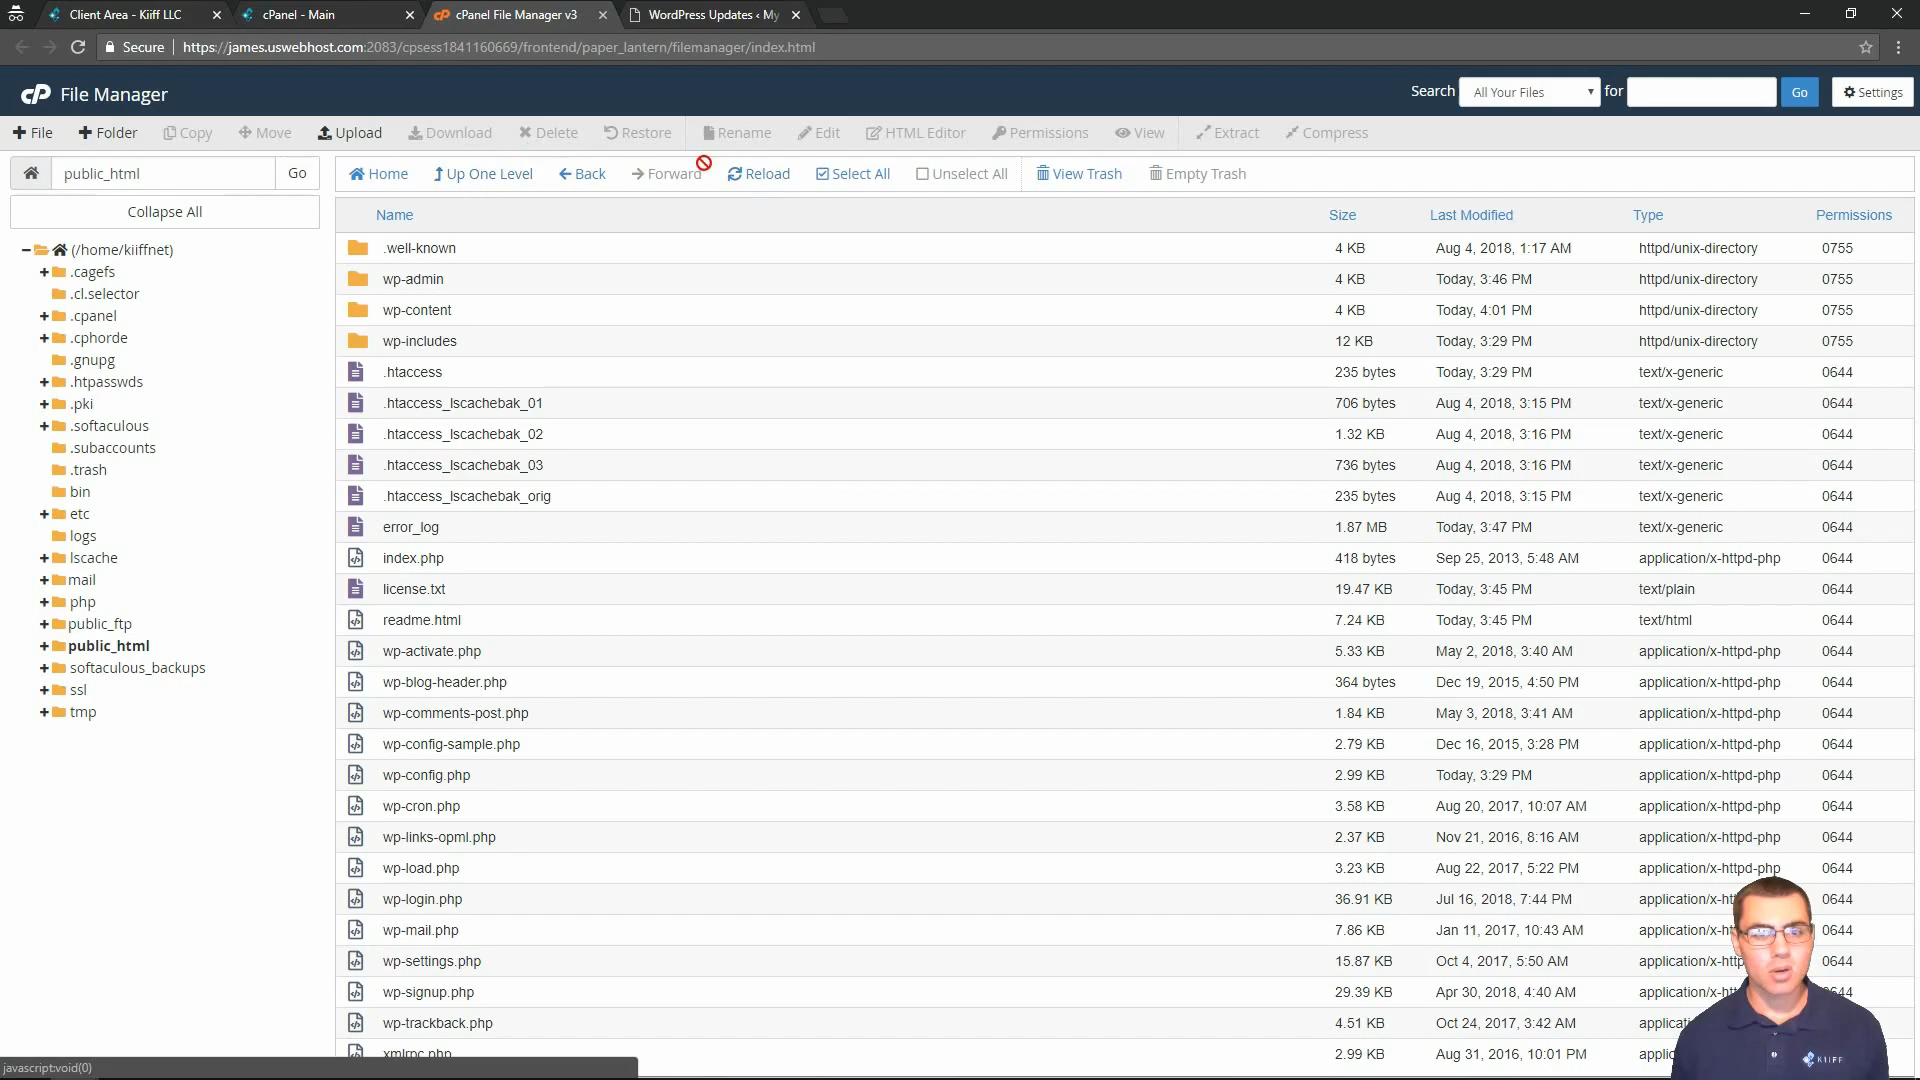 Client Area - Kiiff LLC
cPanel - Main
cPanel File Manager v3
WordPress Updates ‹ My
Secure
https://james.uswebhost.com:2083/cpsess1841160669/frontend/paper_lantern/filemanager/index.html
cP File Manager
Search All Your Files for Go Settings
File Folder Copy Move Upload Download Delete Restore Rename Edit HTML Editor Permissions View Extract Compress
public_html Go
Home Up One Level Back Forward Reload Select All Unselect All View Trash Empty Trash
Collapse All
(/home/kiiffnet)
.cagefs
.cl.selector
.cpanel
.cphorde
.gnupg
.htpasswds
.pki
.softaculous
.subaccounts
.trash
bin
etc
logs
lscache
mail
php
public_ftp
public_html
softaculous_backups
ssl
tmp
Name Size Last Modified Type Permissions
.well-known 4 KB Aug 4, 2018, 1:17 AM httpd/unix-directory 0755
wp-admin 4 KB Today, 3:46 PM httpd/unix-directory 0755
wp-content 4 KB Today, 4:01 PM httpd/unix-directory 0755
wp-includes 12 KB Today, 3:29 PM httpd/unix-directory 0755
.htaccess 235 bytes Today, 3:29 PM text/x-generic 0644
.htaccess_lscachebak_01 706 bytes Aug 4, 2018, 3:15 PM text/x-generic 0644
.htaccess_lscachebak_02 1.32 KB Aug 4, 2018, 3:16 PM text/x-generic 0644
.htaccess_lscachebak_03 736 bytes Aug 4, 2018, 3:16 PM text/x-generic 0644
.htaccess_lscachebak_orig 235 bytes Aug 4, 2018, 3:15 PM text/x-generic 0644
error_log 1.87 MB Today, 3:47 PM text/x-generic 0644
index.php 418 bytes Sep 25, 2013, 5:48 AM application/x-httpd-php 0644
license.txt 19.47 KB Today, 3:45 PM text/plain 0644
readme.html 7.24 KB Today, 3:45 PM text/html 0644
wp-activate.php 5.33 KB May 2, 2018, 3:40 AM application/x-httpd-php 0644
wp-blog-header.php 364 bytes Dec 19, 2015, 4:50 PM application/x-httpd-php 0644
wp-comments-post.php 1.84 KB May 3, 2018, 3:41 AM application/x-httpd-php 0644
wp-config-sample.php 2.79 KB Dec 16, 2015, 3:28 PM application/x-httpd-php 0644
wp-config.php 2.99 KB Today, 3:29 PM application/x-httpd-php 0644
wp-cron.php 3.58 KB Aug 20, 2017, 10:07 AM application/x-httpd-php 0644
wp-links-opml.php 2.37 KB Nov 21, 2016, 8:16 AM application/x-httpd-php 0644
wp-load.php 3.23 KB Aug 22, 2017, 5:22 PM application/x-httpd-php 0644
wp-login.php 36.91 KB Jul 16, 2018, 7:44 PM application/x-ht 0644
wp-mail.php 7.86 KB Jan 11, 2017, 10:43 AM application/x-ht 0644
wp-settings.php 15.87 KB Oct 4, 2017, 5:50 AM application/x-http 0644
wp-signup.php 29.39 KB Apr 30, 2018, 4:40 AM application/x-ht 644
wp-trackback.php 4.51 KB Oct 24, 2017, 3:42 AM applicati
xmlrpc.php 2.99 KB Aug 31, 2016, 10:01 PM applic
javascript:void(0)
KIIFF